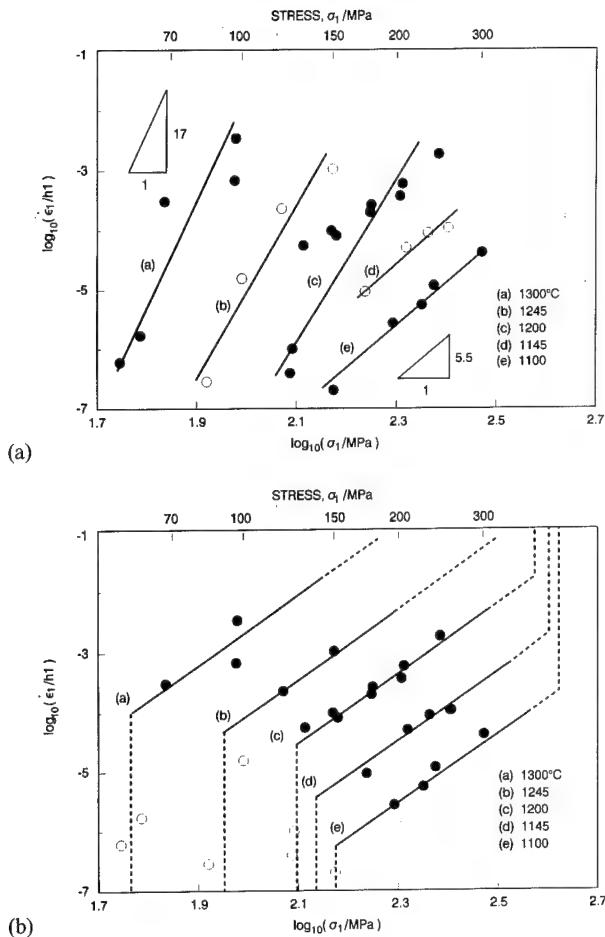 STRESS, σ₁/MPa
70 100 150 200 300
-1
17
1
-3
log₁₀(ε̇₁/h1)
(a)
(b)
(c)
(d)
(e)
-5
(a) 1300°C
(b) 1245
(c) 1200
(d) 1145
(e) 1100
5.5
1
-7
1.7 1.9 2.1 2.3 2.5 2.7
log₁₀(σ₁/MPa)
(a)
STRESS, σ₁/MPa
70 100 150 200 300
-1
-3
log₁₀(ε̇₁/h1)
(a)
(b)
(c)
(d)
(e)
-5
(a) 1300°C
(b) 1245
(c) 1200
(d) 1145
(e) 1100
-7
1.7 1.9 2.1 2.3 2.5 2.7
log₁₀(σ₁/MPa)
(b)